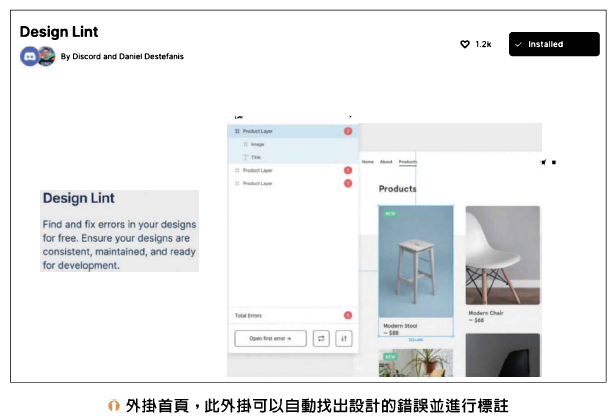 Design Lint
By Discord and Daniel Destefanis
1.2k
Installed
Design Lint
Find and fix errors in your designs
for free. Ensure your designs are
consistent, maintained, and ready
for development.
Product Layer
Image
Title
Product Layer
Product Layer
Total Errors
Open first error →
Home About Products
Products
NEW
Modern Stool
— $88
Modern Chair
— $68
NEW
外掛首頁，此外掛可以自動找出設計的錯誤並進行標註